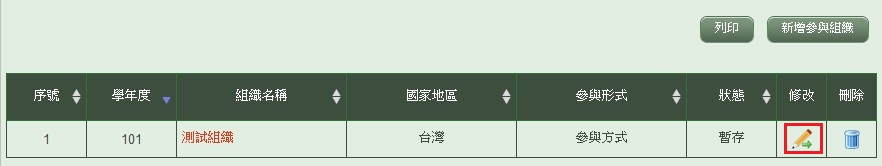 列印 新增參與組織
序號 學年度 組織名稱 國家地區 參與形式 狀態 修改 刪除
1 101 測試組織 台灣 參與方式 暫存